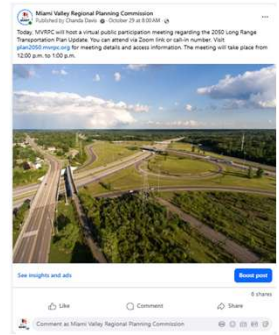 Miami Valley Regional Planning Commission
Published by Chanda Davis · October 29 at 8:00 AM ·
Today, MVRPC will host a virtual public participation meeting regarding the 2050 Long Range
Transportation Plan Update. You can attend via Zoom link or call-in number. Visit
plan2050.mvrpc.org for meeting details and access information. The meeting will take place from
12:00 p.m. to 1:00 p.m.
See insights and ads
Boost post
8 shares
Like
Comment
Share
Comment as Miami Valley Regional Planning Commission